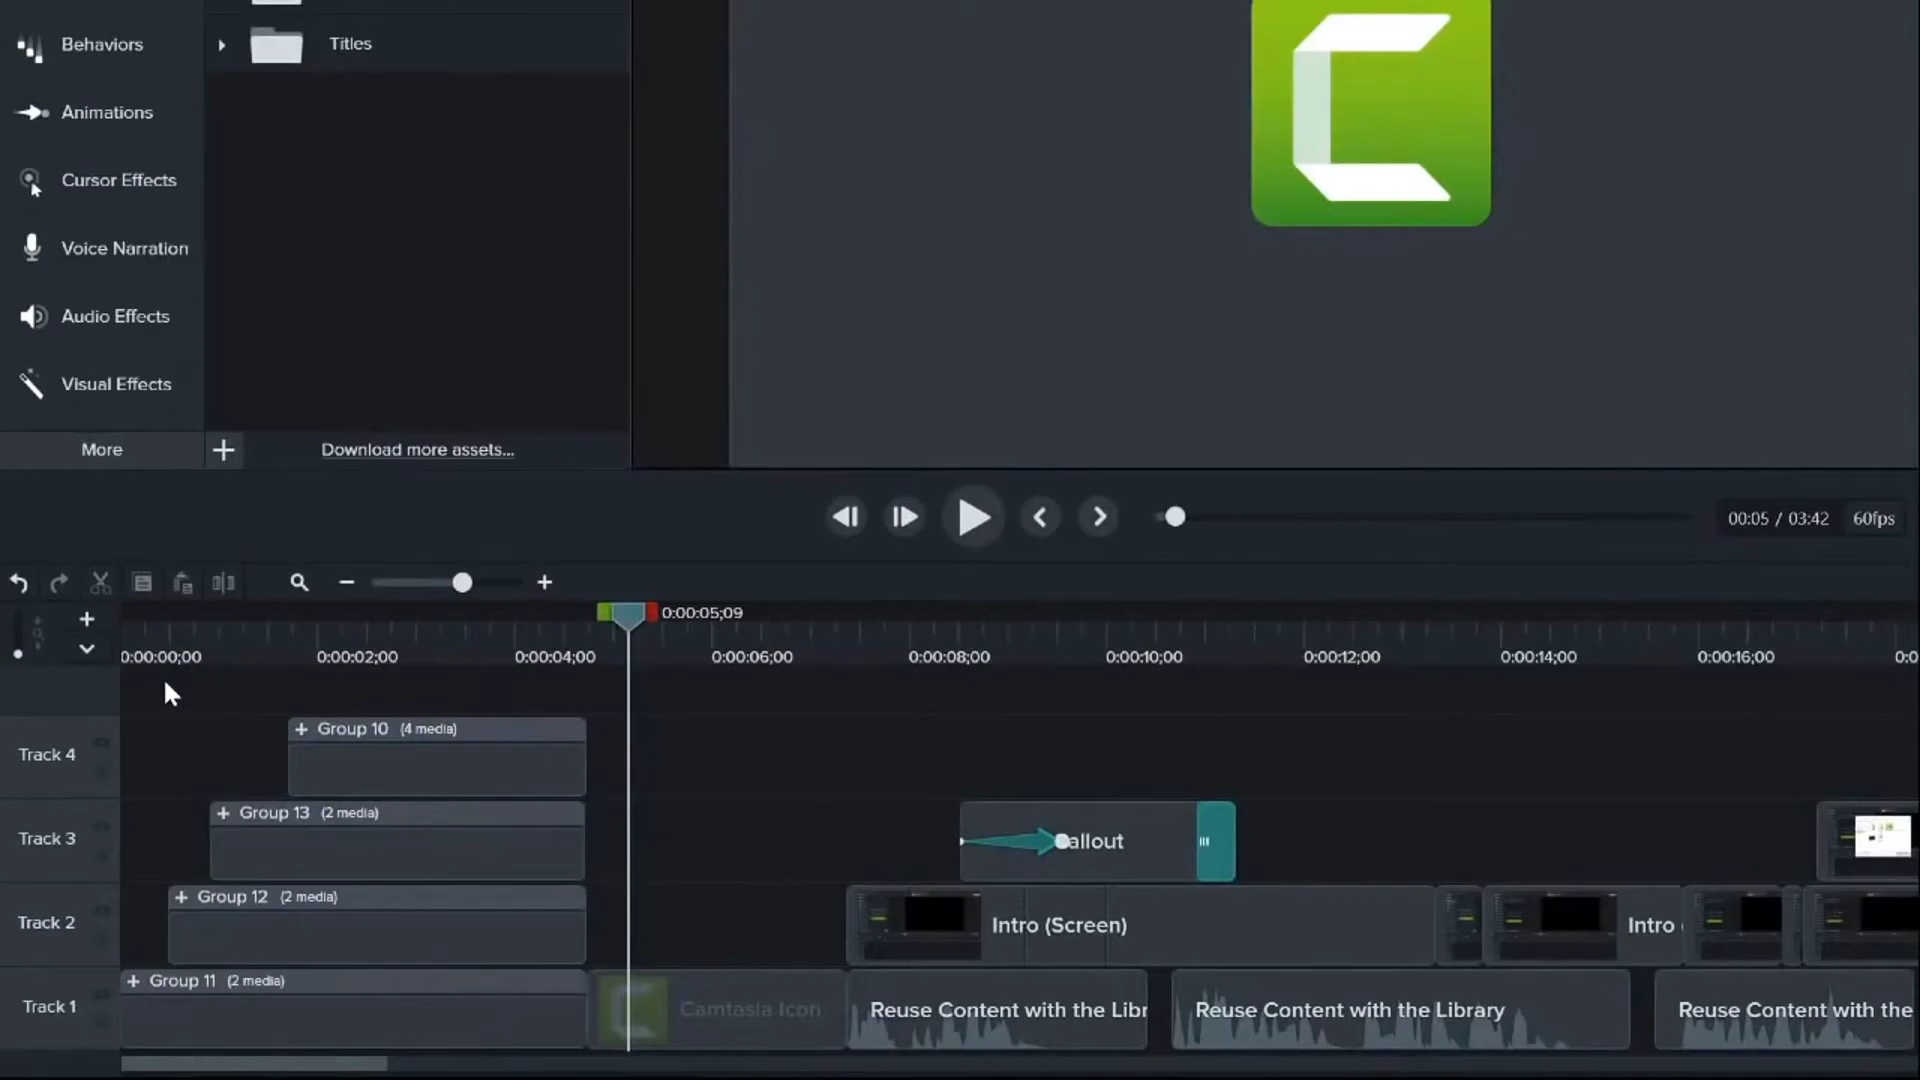 Behaviors
Titles
Animations
Cursor Effects
Voice Narration
Audio Effects
Visual Effects
More
Download more assets...
00:05 / 03:42 60fps
0:00:05;09
0:00:00;00 0:00:02;00 0:00:04;00 0:00:06;00 0:00:08;00 0:00:10;00 0:00:12;00 0:00:14;00 0:00:16;00 0:0
Track 4
Group 10 (4 media)
Track 3
Group 13 (2 media)
allout
Track 2
Group 12 (2 media)
Intro (Screen)
Intro (
Track 1
Group 11 (2 media)
Camtasia Icon
Reuse Content with the Libr
Reuse Content with the Library
Reuse Content with the